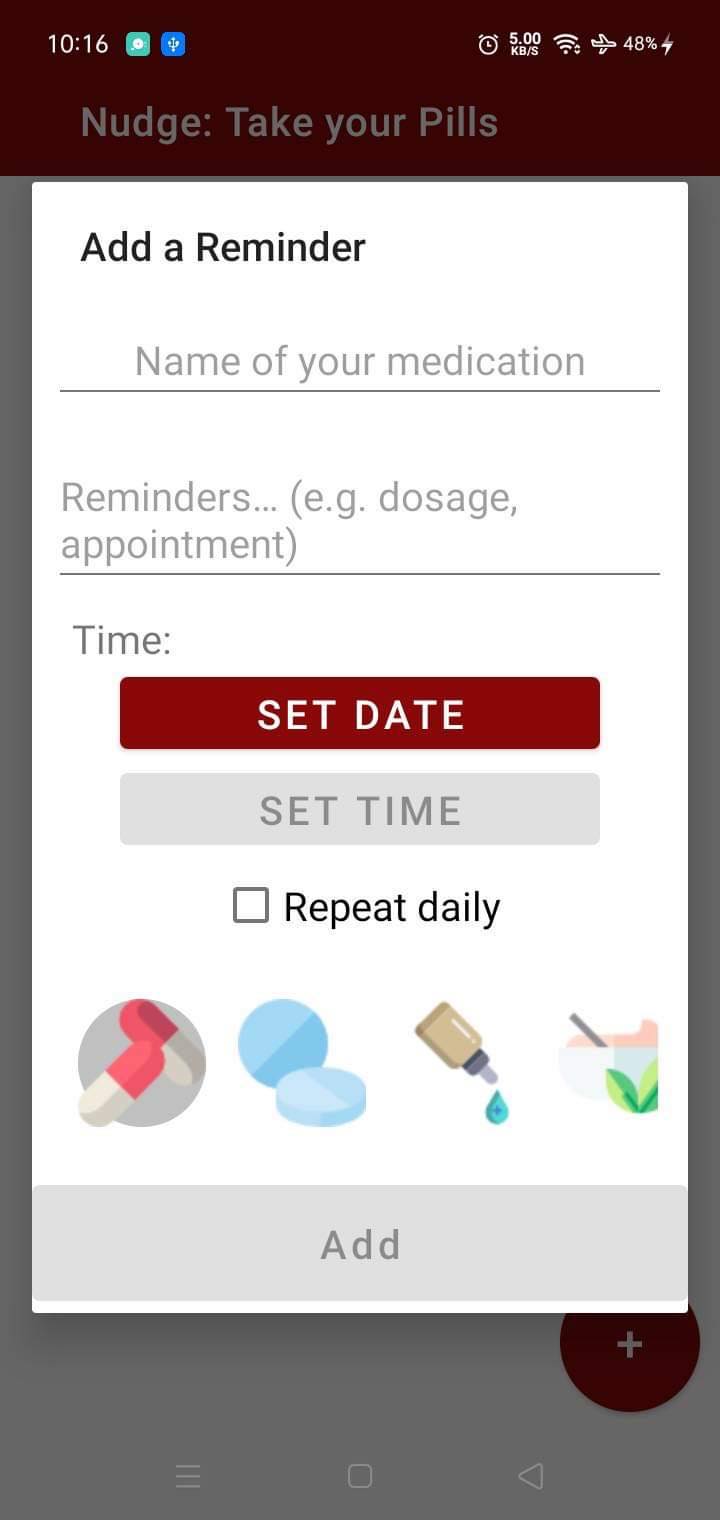 10:16
5.00
KB/S
48%
Nudge: Take your Pills
Add a Reminder
Name of your medication
Reminders... (e.g. dosage,
appointment)
Time:
SET DATE
SET TIME
Repeat daily
Add
+